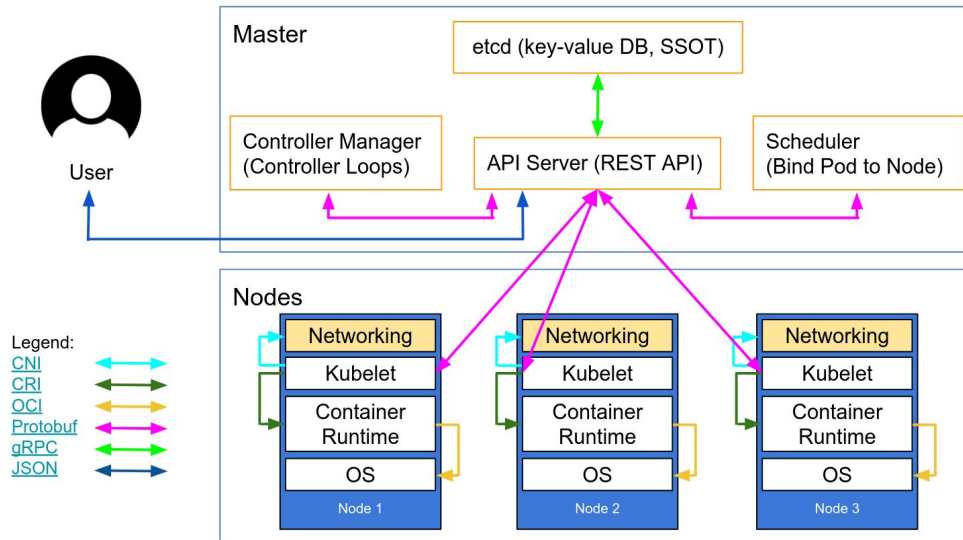 Master
etcd (key-value DB, SSOT)
Controller Manager
(Controller Loops)
API Server (REST API)
Scheduler
(Bind Pod to Node)
User
Nodes
Legend:
CNI
CRI
OCI
Protobuf
gRPC
JSON
Networking
Kubelet
Container
Runtime
OS
Node 1
Networking
Kubelet
Container
Runtime
OS
Node 2
Networking
Kubelet
Container
Runtime
OS
Node 3